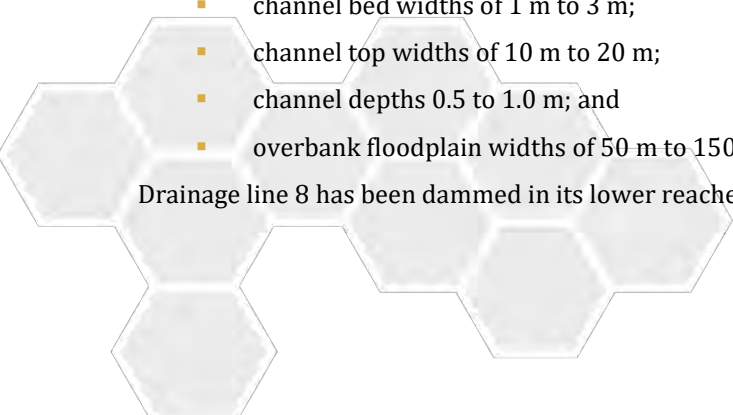 ▪ channel bed widths of 1 m to 3 m;
▪ channel top widths of 10 m to 20 m;
▪ channel depths 0.5 to 1.0 m; and
▪ overbank floodplain widths of 50 m to 150
Drainage line 8 has been dammed in its lower reache